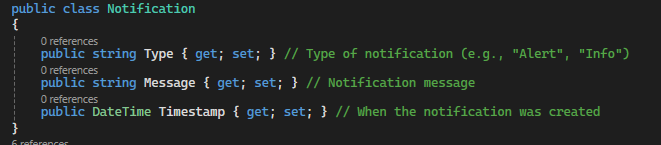 public class Notification
{
0 references
public string Type { get; set; } // Type of notification (e.g., "Alert", "Info")
0 references
public string Message { get; set; } // Notification message
0 references
public DateTime Timestamp { get; set; } // When the notification was created
}
6 references